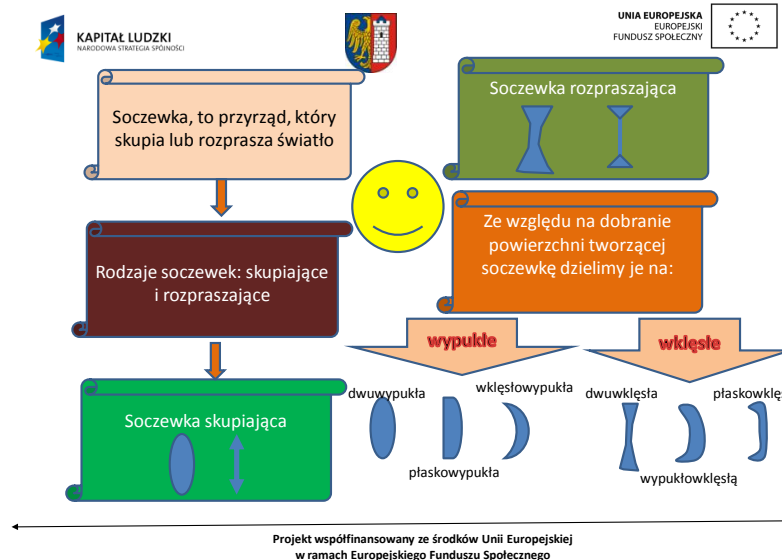 KAPITAŁ LUDZKI
NARODOWA STRATEGIA SPÓJNOŚCI
UNIA EUROPEJSKA
EUROPEJSKI
FUNDUSZ SPOŁECZNY
Soczewka, to przyrząd, który
skupia lub rozprasza światło
Soczewka rozpraszająca
Rodzaje soczewek: skupiające
i rozpraszające
Ze względu na dobranie
powierzchni tworzącej
soczewkę dzielimy je na:
wypukłe
wklęsłe
Soczewka skupiająca
dwuwypukła
wklęsłowypukła
płaskowypukła
dwuwklęsła
płaskowklęs
wypukłowklęsłą
Projekt współfinansowany ze środków Unii Europejskiej
w ramach Europejskiego Funduszu Społecznego